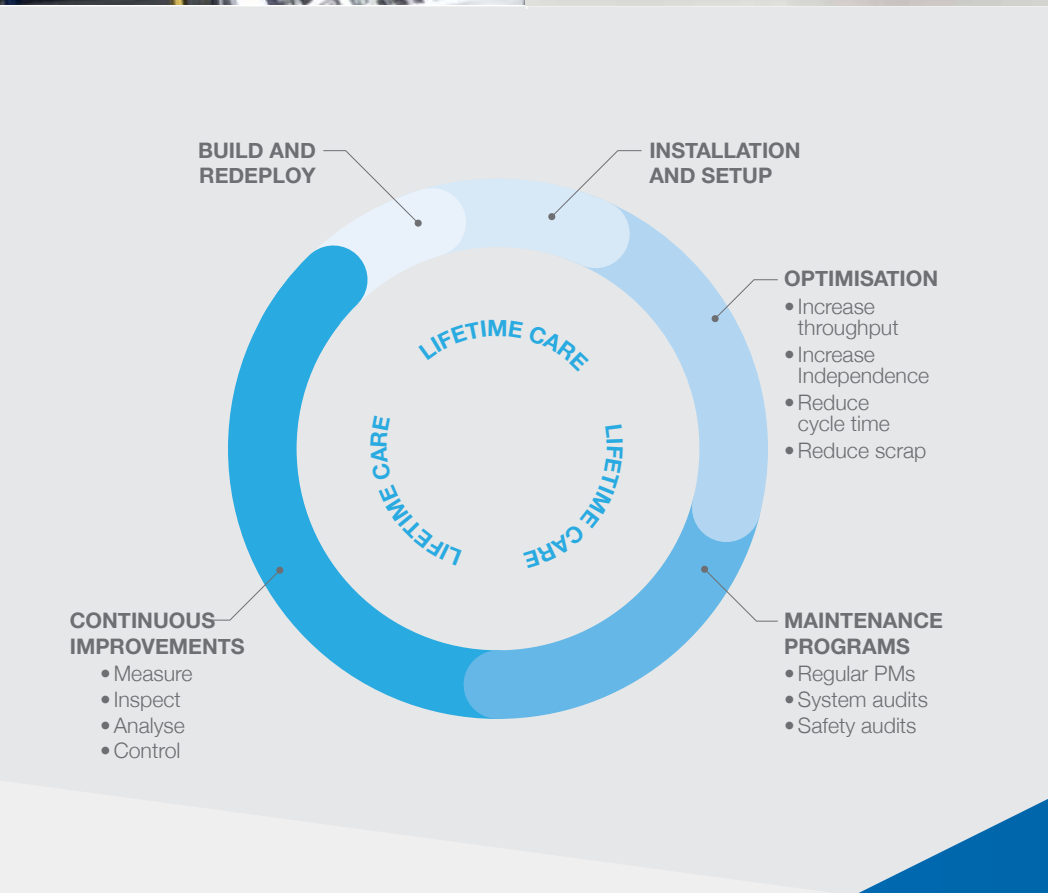 BUILD AND
REDEPLOY
INSTALLATION
AND SETUP
OPTIMISATION
• Increase
throughput
• Increase
Independence
• Reduce
cycle time
• Reduce scrap
LIFETIME CARE
LIFETIME CARE
LIFETIME CARE
CONTINUOUS
IMPROVEMENTS
• Measure
• Inspect
• Analyse
• Control
MAINTENANCE
PROGRAMS
• Regular PMs
• System audits
• Safety audits